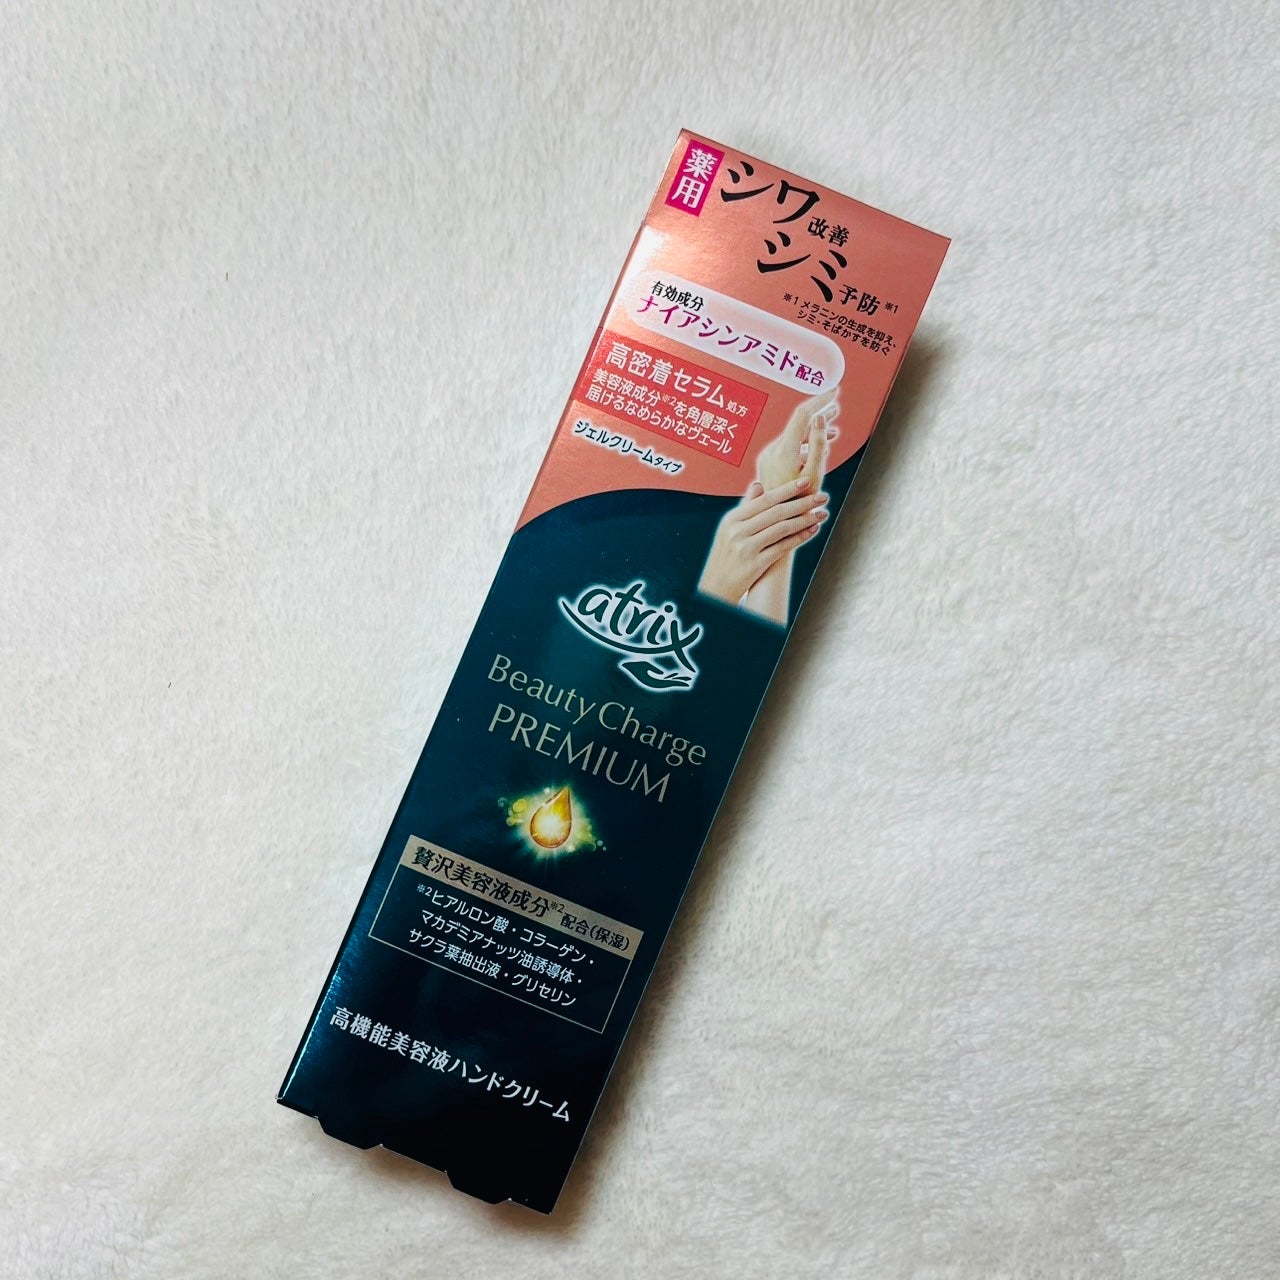 薬用
シワ改善
シミ予防※1
※1 メラニンの生成を抑え、
シミ・そばかすを防ぐ
有効成分
ナイアシンアミド配合
高密着セラム処方
美容液成分※2を角層深く
届けるなめらかなヴェール
ジェルクリームタイプ
atrix
Beauty Charge
PREMIUM
贅沢美容液成分※2配合(保湿)
※2ヒアルロン酸・コラーゲン・
マカデミアナッツ油誘導体・
サクラ葉抽出液・グリセリン
高機能美容液ハンドクリーム